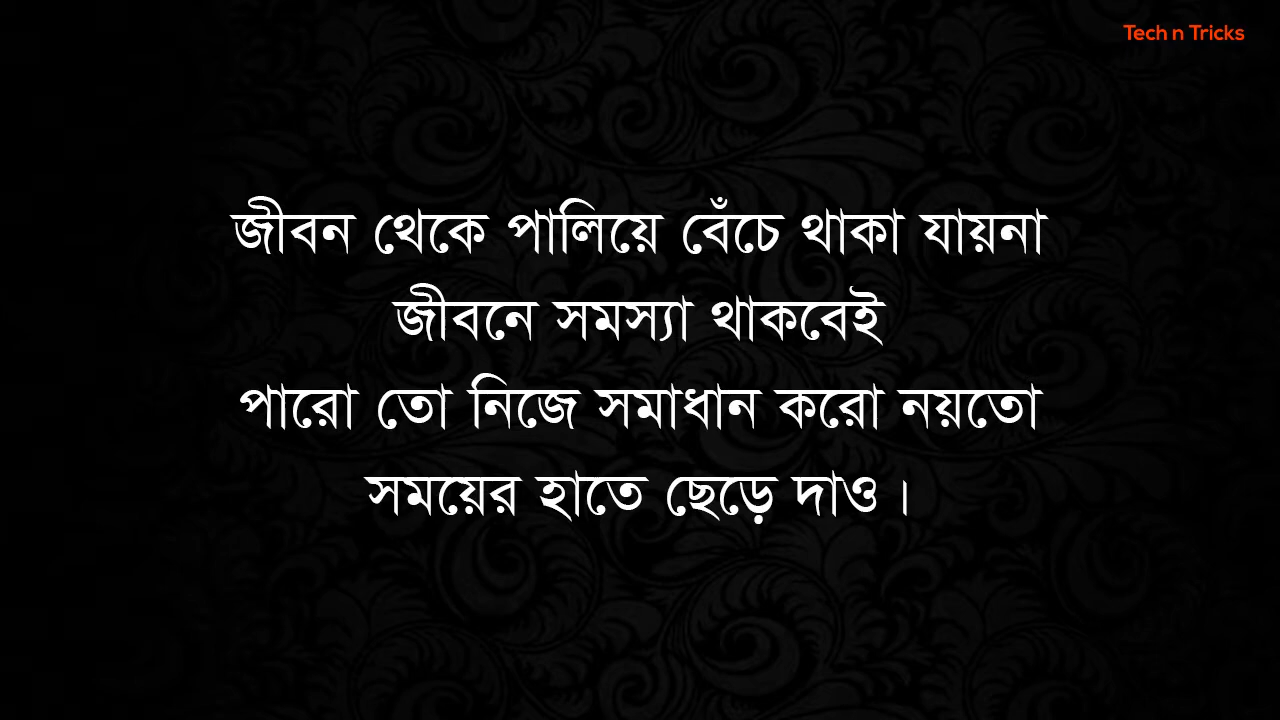 Tech n Tricks
জীবন থেকে পালিয়ে বেঁচে থাকা যায়না
জীবনে সমস্যা থাকবেই
পারো তো নিজে সমাধান করো নয়তো
সময়ের হাতে ছেড়ে দাও।